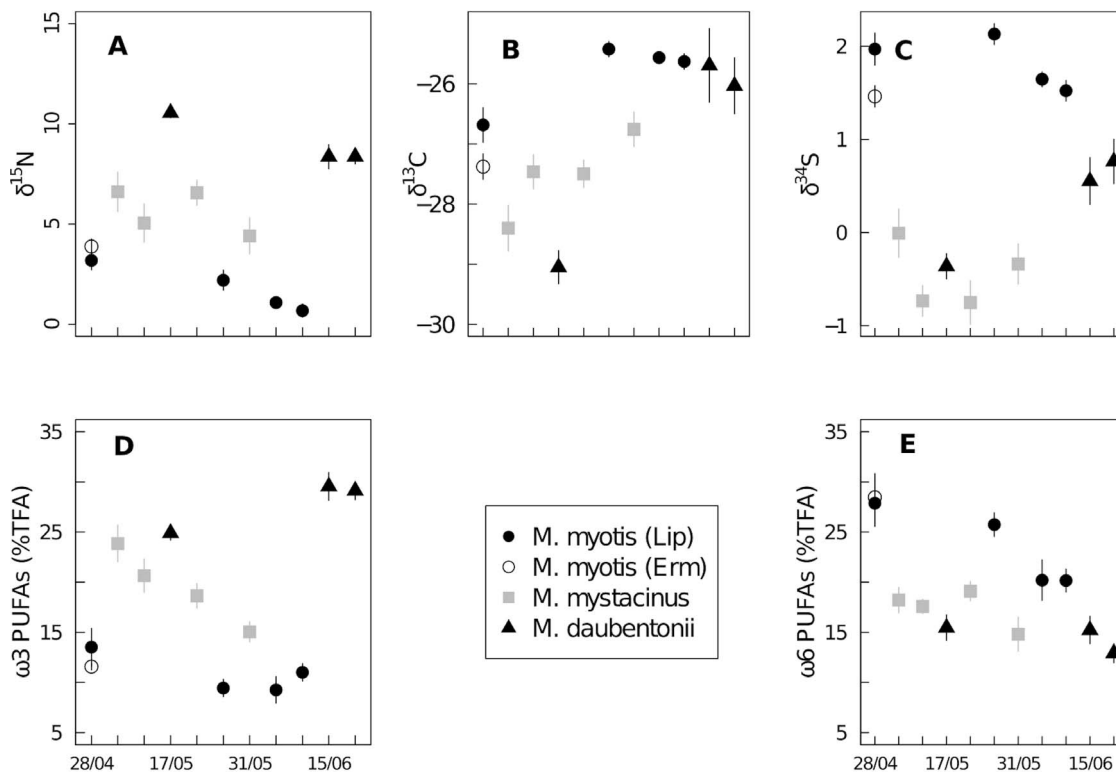 A
δ15N
15
10
5
0
B
δ13C
−26
−28
−30
C
δ34S
2
1
0
−1
D
ω3 PUFAs (%TFA)
35
25
15
5
28/04 17/05 31/05 15/06
M. myotis (Lip)
M. myotis (Erm)
M. mystacinus
M. daubentonii
E
ω6 PUFAs (%TFA)
35
25
15
5
28/04 17/05 31/05 15/06